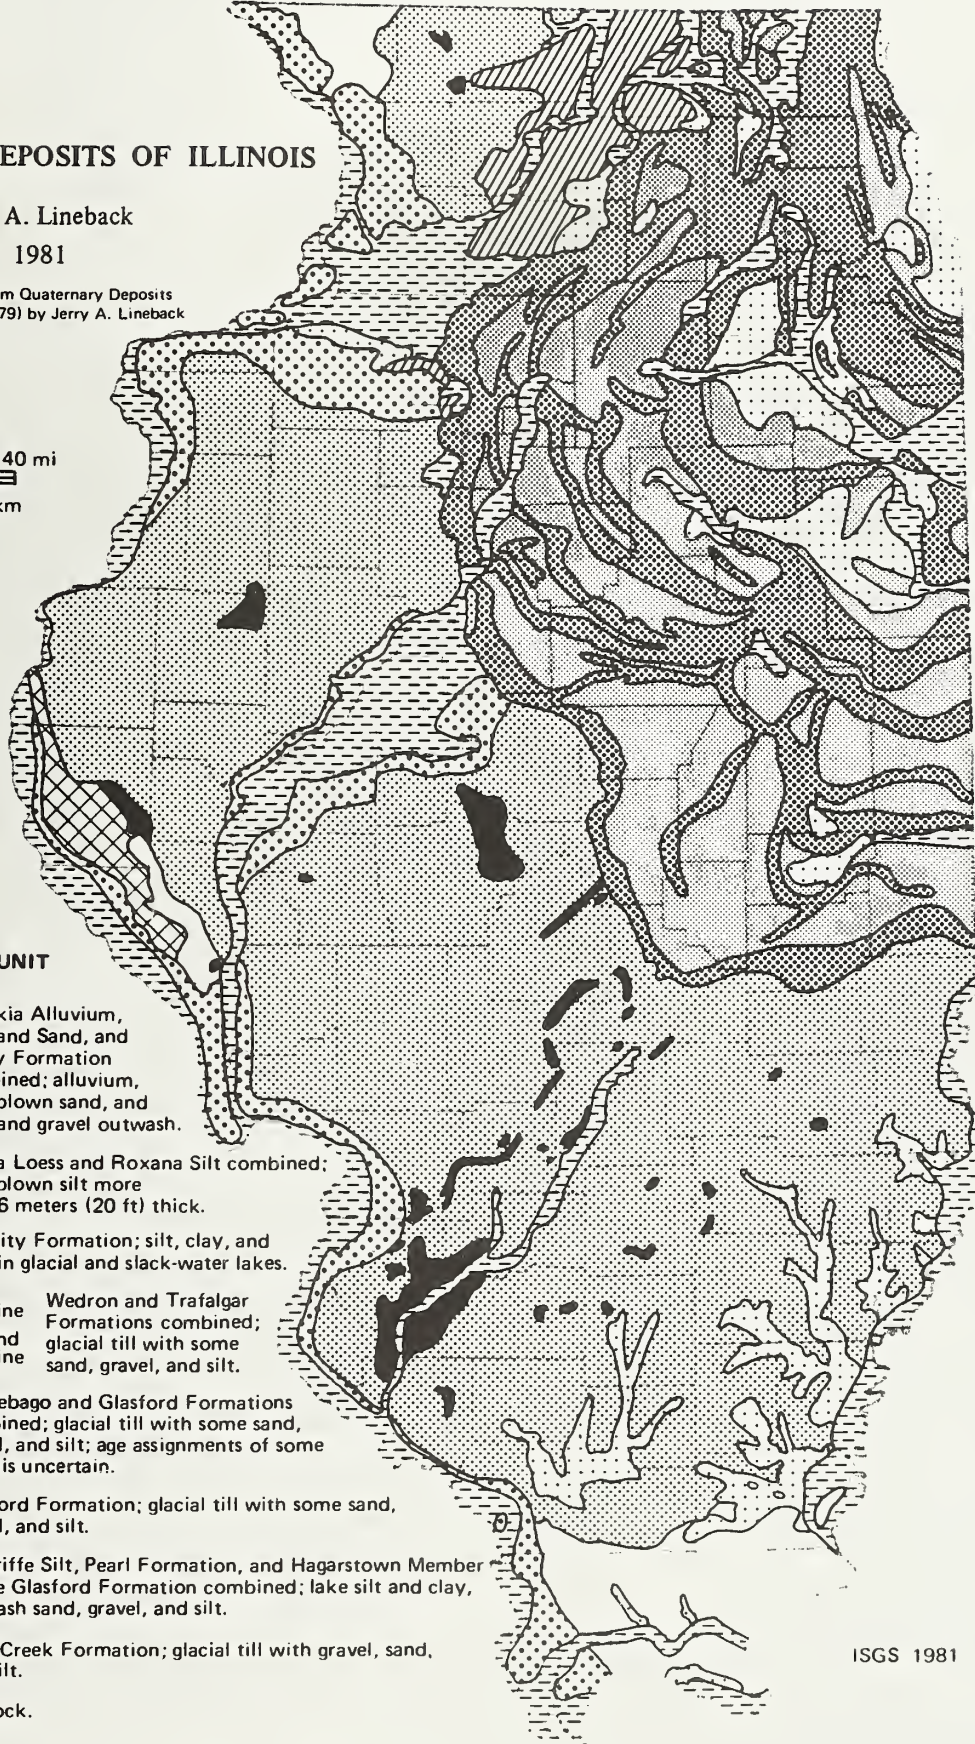 EPOSITS OF ILLINOIS
A. Lineback
1981
m Quaternary Deposits
79) by Jerry A. Lineback
40 mi
km
UNIT
kia Alluvium,
and Sand, and
y Formation
ined; alluvium,
blown sand, and
and gravel outwash.
a Loess and Roxana Silt combined;
blown silt more
6 meters (20 ft) thick.
ity Formation; silt, clay, and
in glacial and slack-water lakes.
ine
nd
ine
Wedron and Trafalgar
Formations combined;
glacial till with some
sand, gravel, and silt.
ebago and Glasford Formations
ined; glacial till with some sand,
l, and silt; age assignments of some
is uncertain.
ord Formation; glacial till with some sand,
l, and silt.
riffe Silt, Pearl Formation, and Hagarstown Member
e Glasford Formation combined; lake silt and clay,
ash sand, gravel, and silt.
Creek Formation; glacial till with gravel, sand,
ilt.
ock.
ISGS 1981